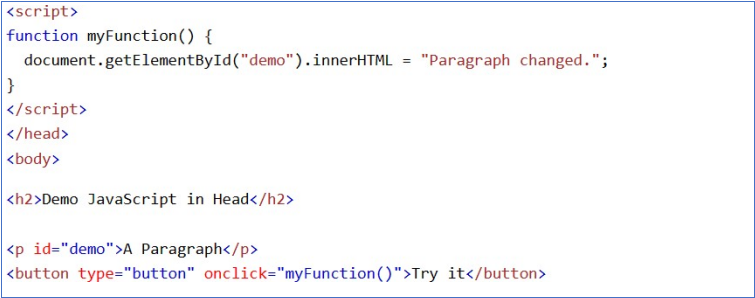 <script>
function myFunction() {
  document.getElementById("demo").innerHTML = "Paragraph changed.";
}
</script>
</head>
<body>
<h2>Demo JavaScript in Head</h2>
<p id="demo">A Paragraph</p>
<button type="button" onclick="myFunction()">Try it</button>